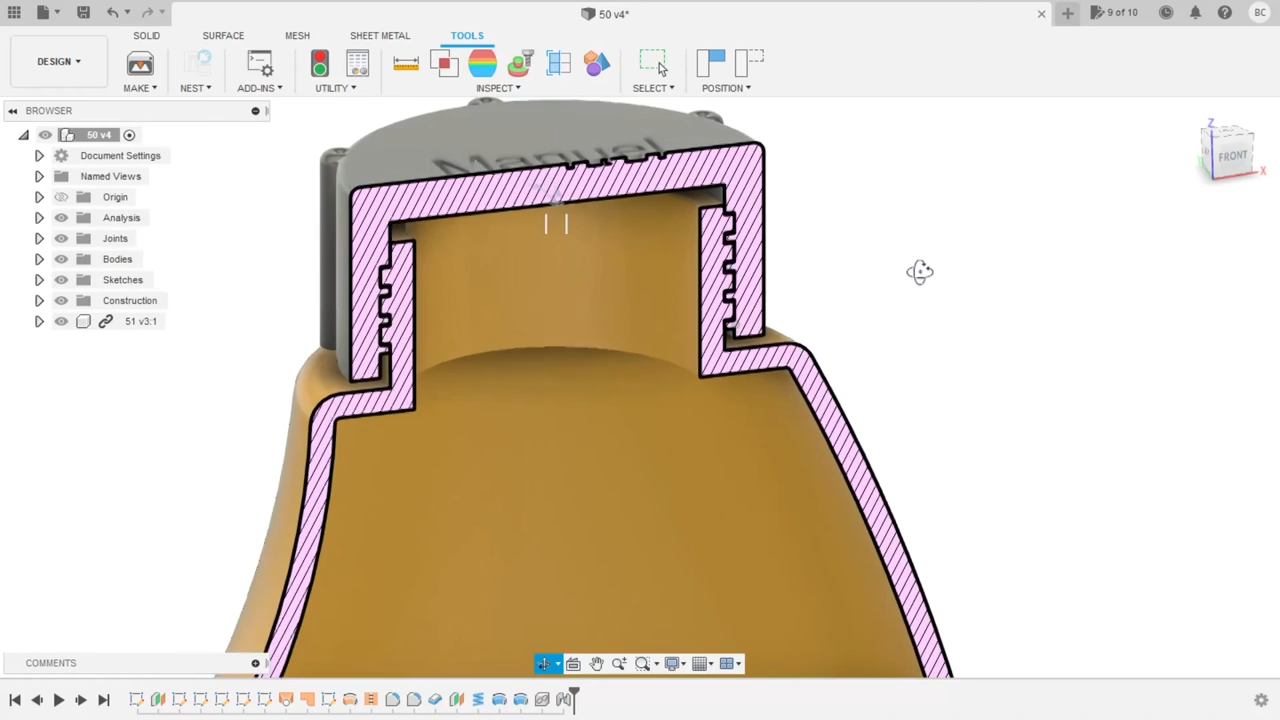 50 v4*
9 of 10
BC
DESIGN
SOLID
SURFACE
MESH
SHEET METAL
TOOLS
MAKE
NEST
ADD-INS
UTILITY
INSPECT
SELECT
POSITION
BROWSER
50 v4
Document Settings
Named Views
Origin
Analysis
Joints
Bodies
Sketches
Construction
51 v3:1
Manuel
Z
FRONT
X
COMMENTS